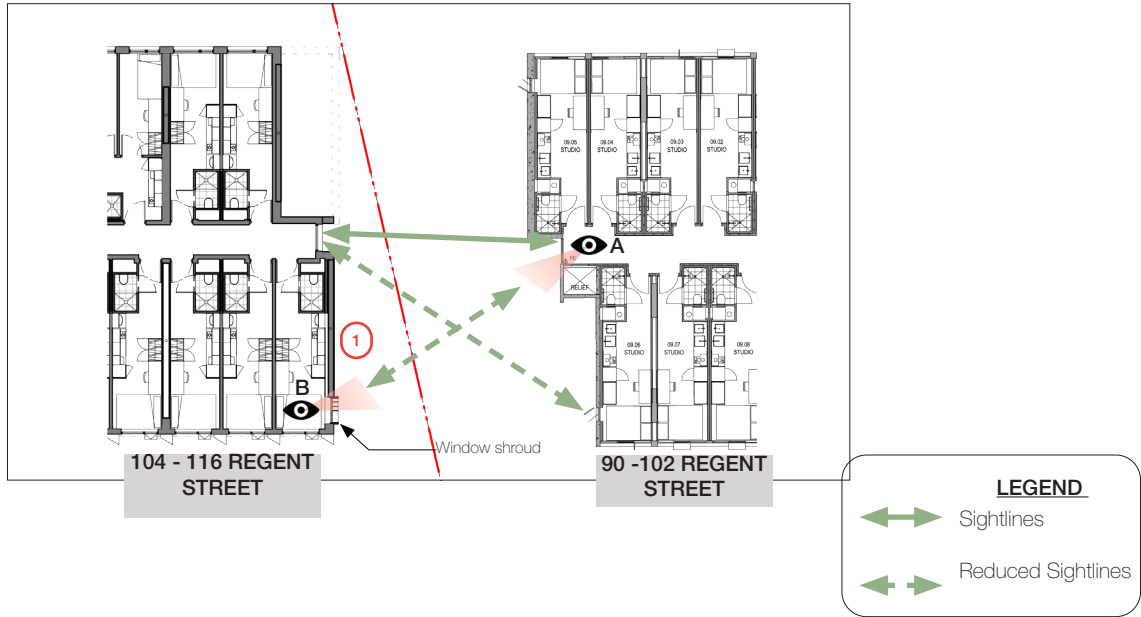 09.05
STUDIO
09.04
STUDIO
09.03
STUDIO
09.02
STUDIO
A
RELIEF
1
09.06
STUDIO
09.07
STUDIO
09.08
STUDIO
B
Window shroud
104 - 116 REGENT
STREET
90 -102 REGENT
STREET
LEGEND
Sightlines
Reduced Sightlines